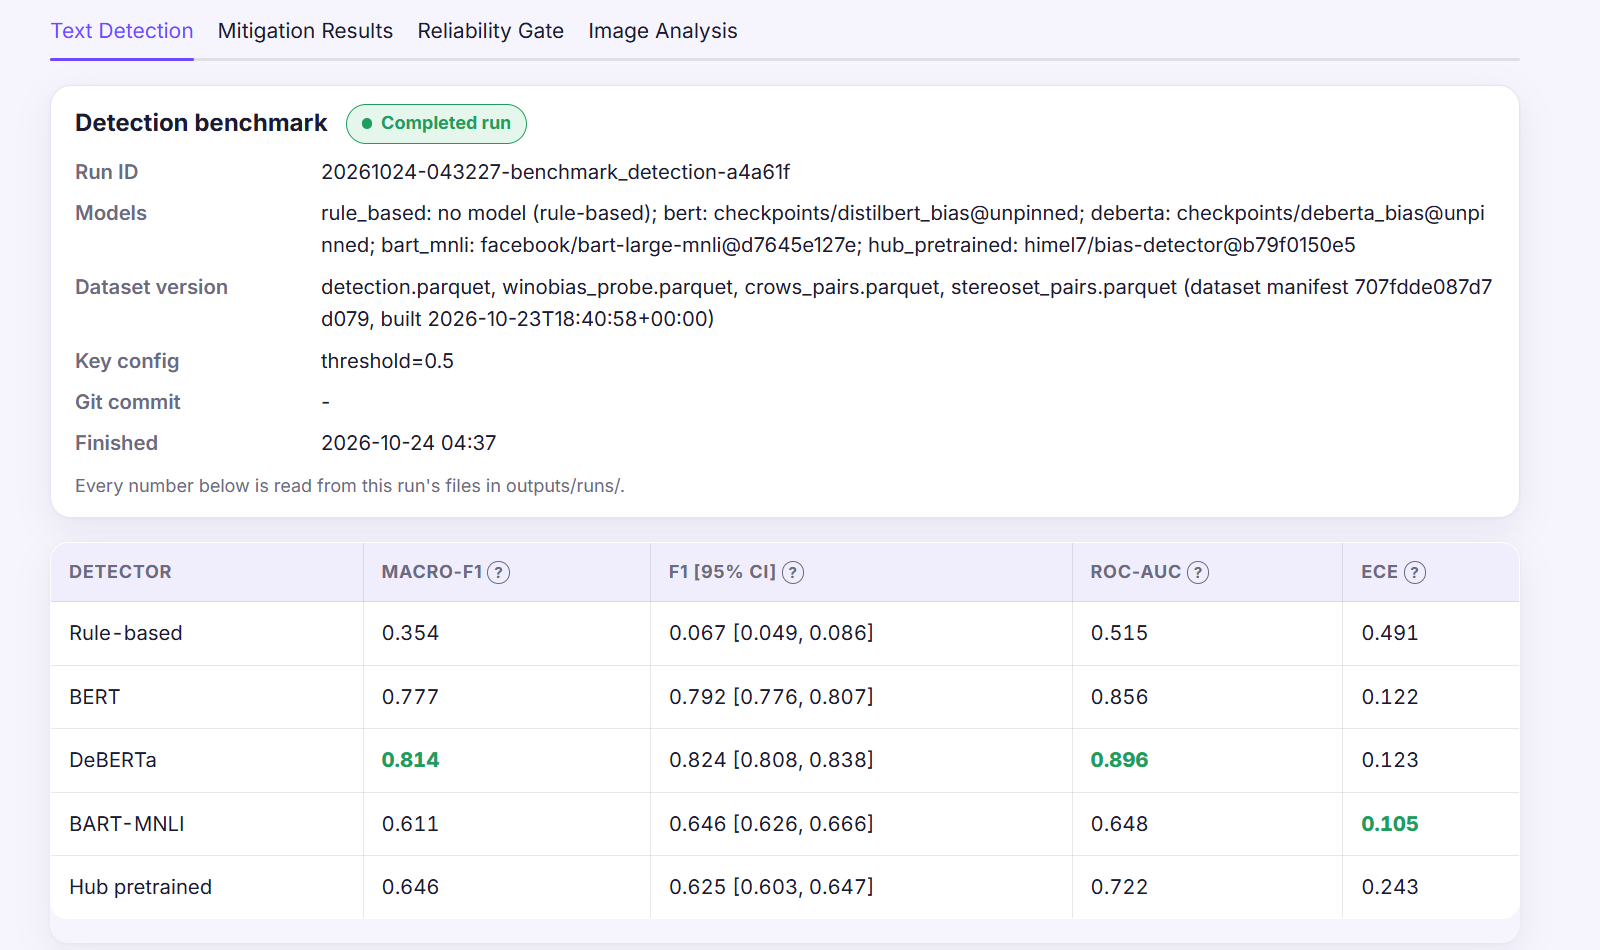 Text Detection Mitigation Results Reliability Gate Image Analysis
Detection benchmark Completed run
Run ID 20261024-043227-benchmark_detection-a4a61f
Models rule_based: no model (rule-based); bert: checkpoints/distilbert_bias@unpinned; deberta: checkpoints/deberta_bias@unpi
nned; bart_mnli: facebook/bart-large-mnli@d7645e127e; hub_pretrained: himel7/bias-detector@b79f0150e5
Dataset version detection.parquet, winobias_probe.parquet, crows_pairs.parquet, stereoset_pairs.parquet (dataset manifest 707fdde087d7
d079, built 2026-10-23T18:40:58+00:00)
Key config threshold=0.5
Git commit -
Finished 2026-10-24 04:37
Every number below is read from this run's files in outputs/runs/.
DETECTOR MACRO-F1 ? F1 [95% CI] ? ROC-AUC ? ECE ?
Rule-based 0.354 0.067 [0.049, 0.086] 0.515 0.491
BERT 0.777 0.792 [0.776, 0.807] 0.856 0.122
DeBERTa 0.814 0.824 [0.808, 0.838] 0.896 0.123
BART-MNLI 0.611 0.646 [0.626, 0.666] 0.648 0.105
Hub pretrained 0.646 0.625 [0.603, 0.647] 0.722 0.243